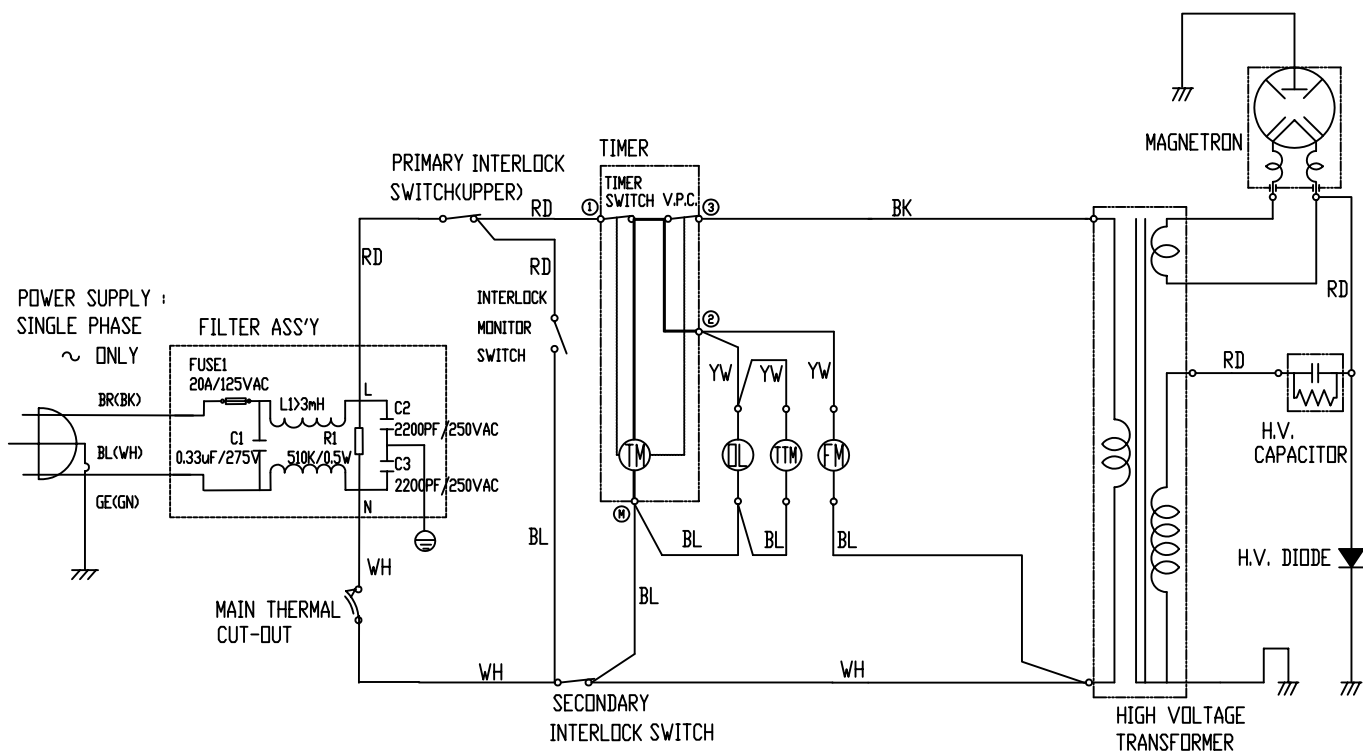 MAGNETRON
TIMER
PRIMARY INTERLOCK
SWITCH(UPPER)
TIMER
SWITCH V.P.C.
RD
1
3
BK
RD
RD
RD
POWER SUPPLY :
SINGLE PHASE
~ ONLY
FILTER ASS'Y
INTERLOCK
MONITOR
SWITCH
2
FUSE1
20A/125VAC
YW
YW
YW
RD
BR(BK)
L1>3mH
L
C2
2200PF/250VAC
C1
0.33uF/275V
R1
510K/0.5W
BL(WH)
C3
2200PF/250VAC
TM
OL
TTM
FM
H.V.
CAPACITOR
GE(GN)
N
M
BL
BL
BL
BL
WH
H.V. DIODE
BL
MAIN THERMAL
CUT-OUT
WH
WH
SECONDARY
INTERLOCK SWITCH
HIGH VOLTAGE
TRANSFORMER